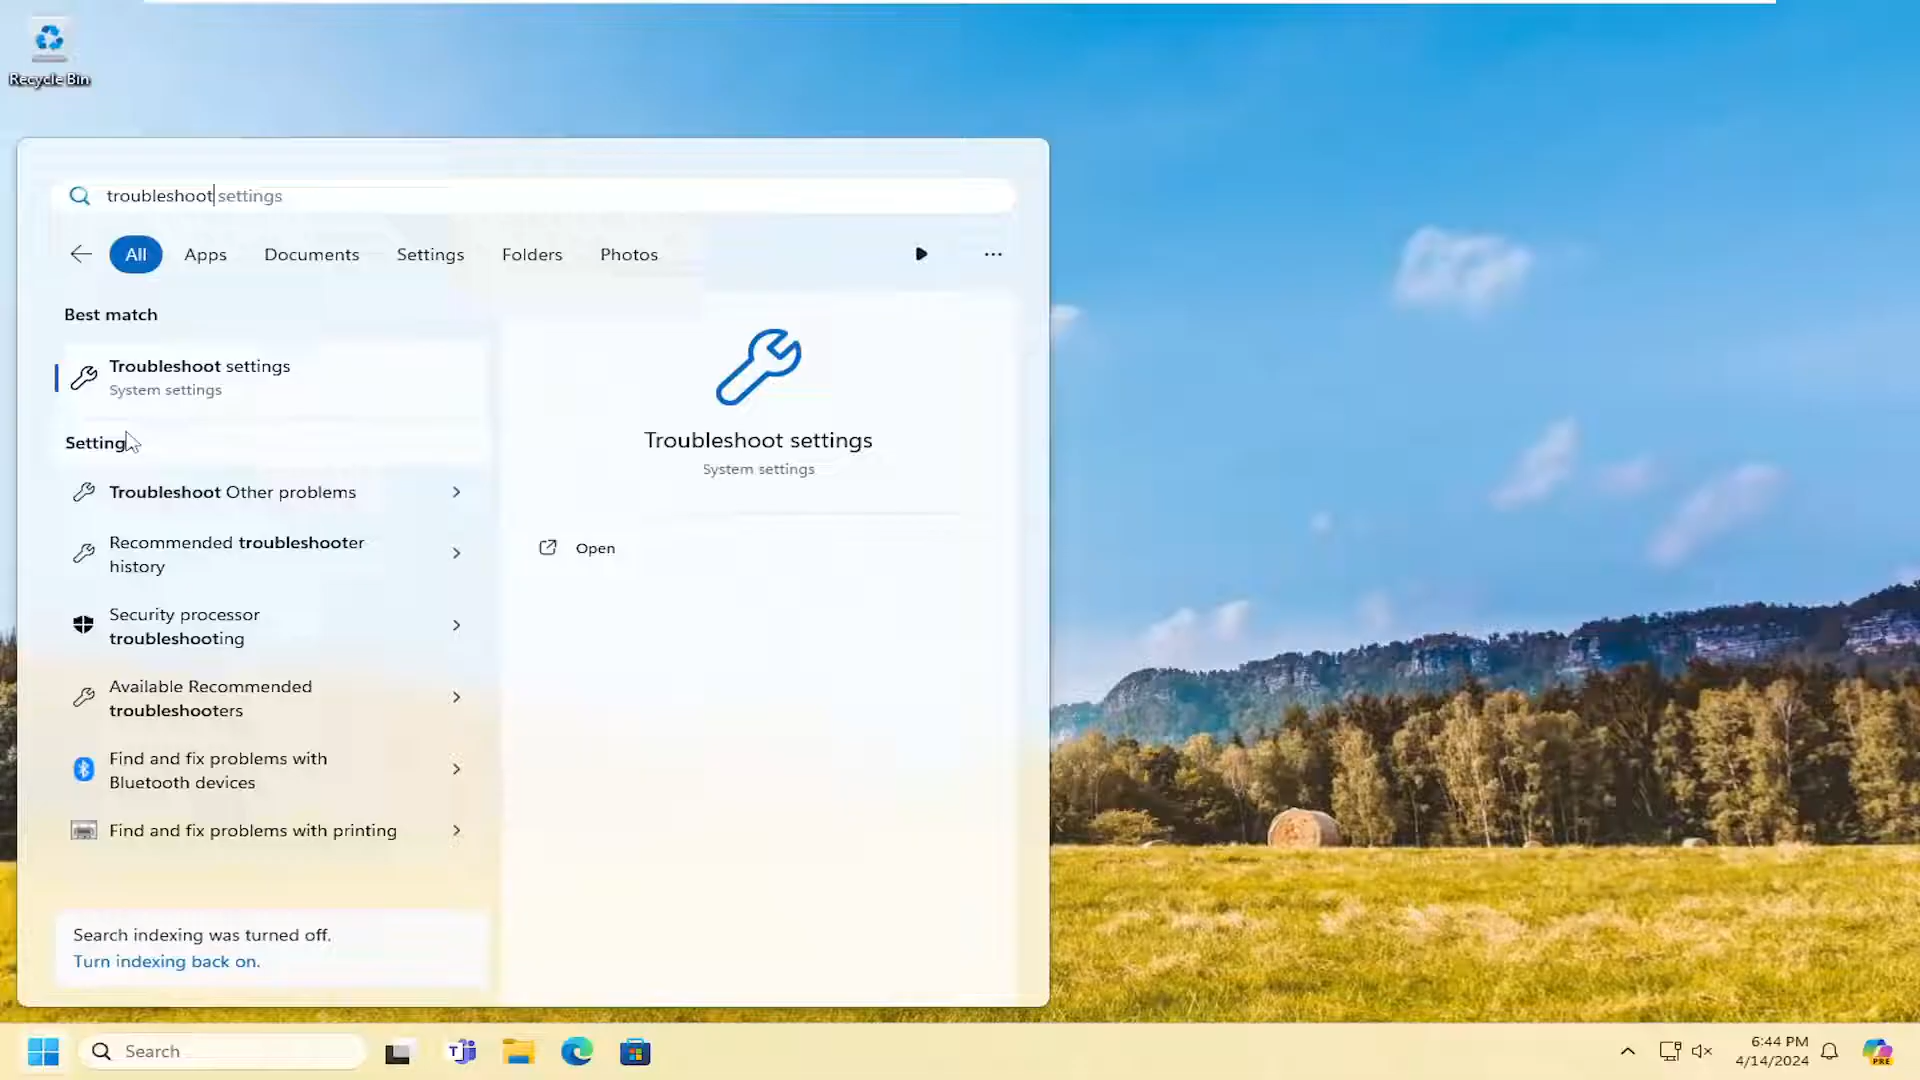 Recycle Bin
troubleshoot settings
All Apps Documents Settings Folders Photos
Best match
Troubleshoot settings
System settings
Setting
Troubleshoot Other problems
Recommended troubleshooter
history
Security processor
troubleshooting
Available Recommended
troubleshooters
Find and fix problems with
Bluetooth devices
Find and fix problems with printing
Search indexing was turned off.
Turn indexing back on.
Troubleshoot settings
System settings
Open
Search
6:44 PM
4/14/2024
PRE